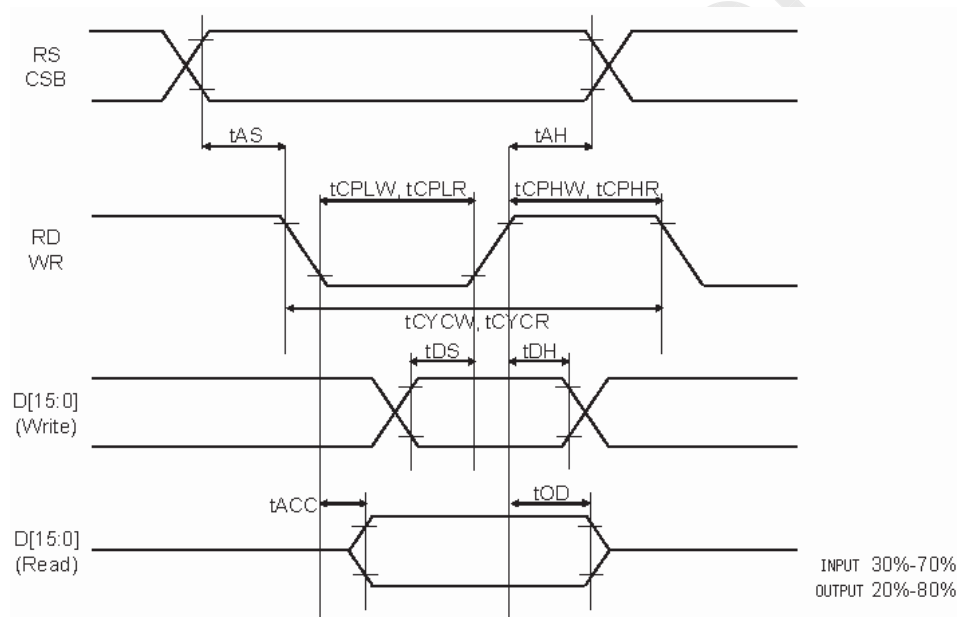 RS
CSB
tAS
tAH
tCPLW, tCPLR
tCPHW, tCPHR
RD
WR
tCYCW, tCYCR
tDS
tDH
D[15:0]
(Write)
tACC
tOD
D[15:0]
(Read)
INPUT 30%-70%
OUTPUT 20%-80%